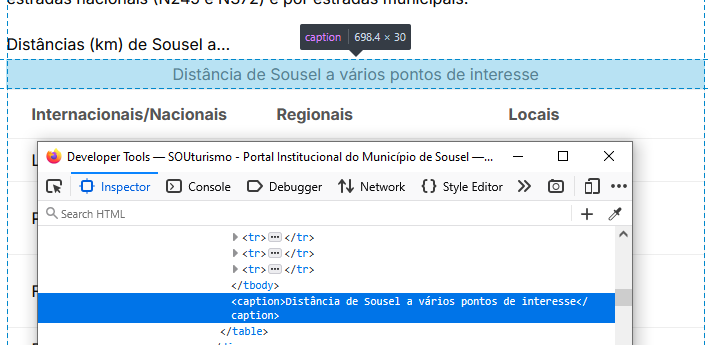 estradas nacionais (N245 e N372) e por estradas municipais.
Distâncias (km) de Sousel a...
caption 698.4 × 30
Distância de Sousel a vários pontos de interesse
Internacionais/Nacionais Regionais Locais
Developer Tools — SOUturismo - Portal Institucional do Município de Sousel —...
Inspector Console Debugger Network Style Editor
Search HTML
<tr>...</tr>
<tr>...</tr>
<tr>...</tr>
</tbody>
<caption>Distância de Sousel a vários pontos de interesse</
caption>
</table>